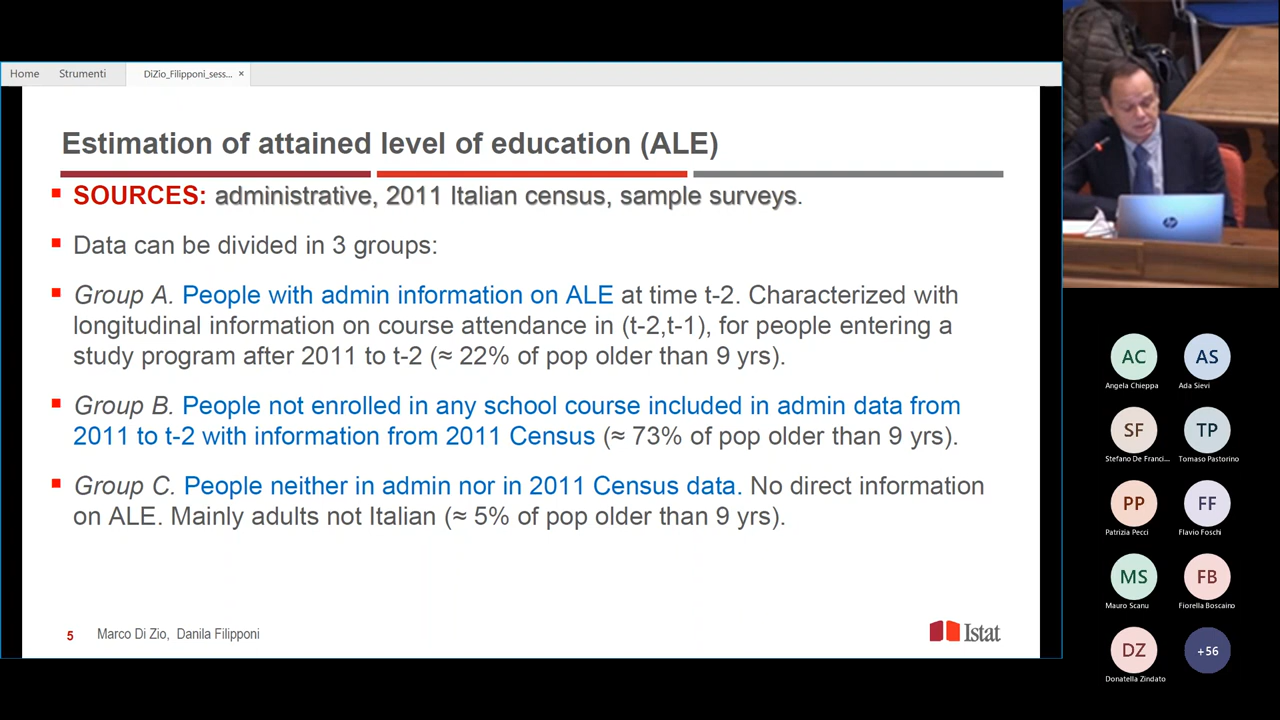 Home Strumenti DiZio_Filipponi_sess... ×
Estimation of attained level of education (ALE)
SOURCES: administrative, 2011 Italian census, sample surveys.
Data can be divided in 3 groups:
Group A. People with admin information on ALE at time t-2. Characterized with
longitudinal information on course attendance in (t-2,t-1), for people entering a
study program after 2011 to t-2 (≈ 22% of pop older than 9 yrs).
Group B. People not enrolled in any school course included in admin data from
2011 to t-2 with information from 2011 Census (≈ 73% of pop older than 9 yrs).
Group C. People neither in admin nor in 2011 Census data. No direct information
on ALE. Mainly adults not Italian (≈ 5% of pop older than 9 yrs).
5 Marco Di Zio, Danila Filipponi
Istat
hp
AC AS
Angela Chieppa Ada Sievi
SF TP
Stefano De Franci... Tomaso Pastorino
PP FF
Patrizia Pecci Flavio Foschi
MS FB
Mauro Scanu Fiorella Boscaino
DZ +56
Donatella Zindato